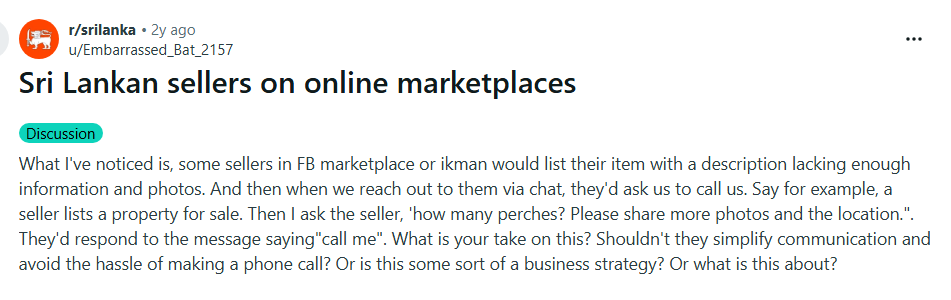 r/srilanka • 2y ago
u/Embarrassed_Bat_2157
Sri Lankan sellers on online marketplaces
Discussion
What I've noticed is, some sellers in FB marketplace or ikman would list their item with a description lacking enough
information and photos. And then when we reach out to them via chat, they'd ask us to call us. Say for example, a
seller lists a property for sale. Then I ask the seller, 'how many perches? Please share more photos and the location.".
They'd respond to the message saying"call me". What is your take on this? Shouldn't they simplify communication and
avoid the hassle of making a phone call? Or is this some sort of a business strategy? Or what is this about?